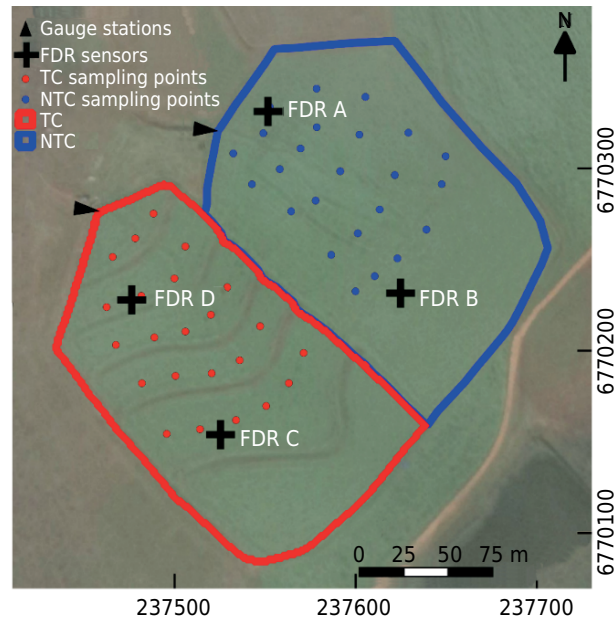 Gauge stations
FDR sensors
TC sampling points
NTC sampling points
TC
NTC
N
FDR A
FDR B
FDR D
FDR C
6770300
6770200
6770100
0 25 50 75 m
237500 237600 237700